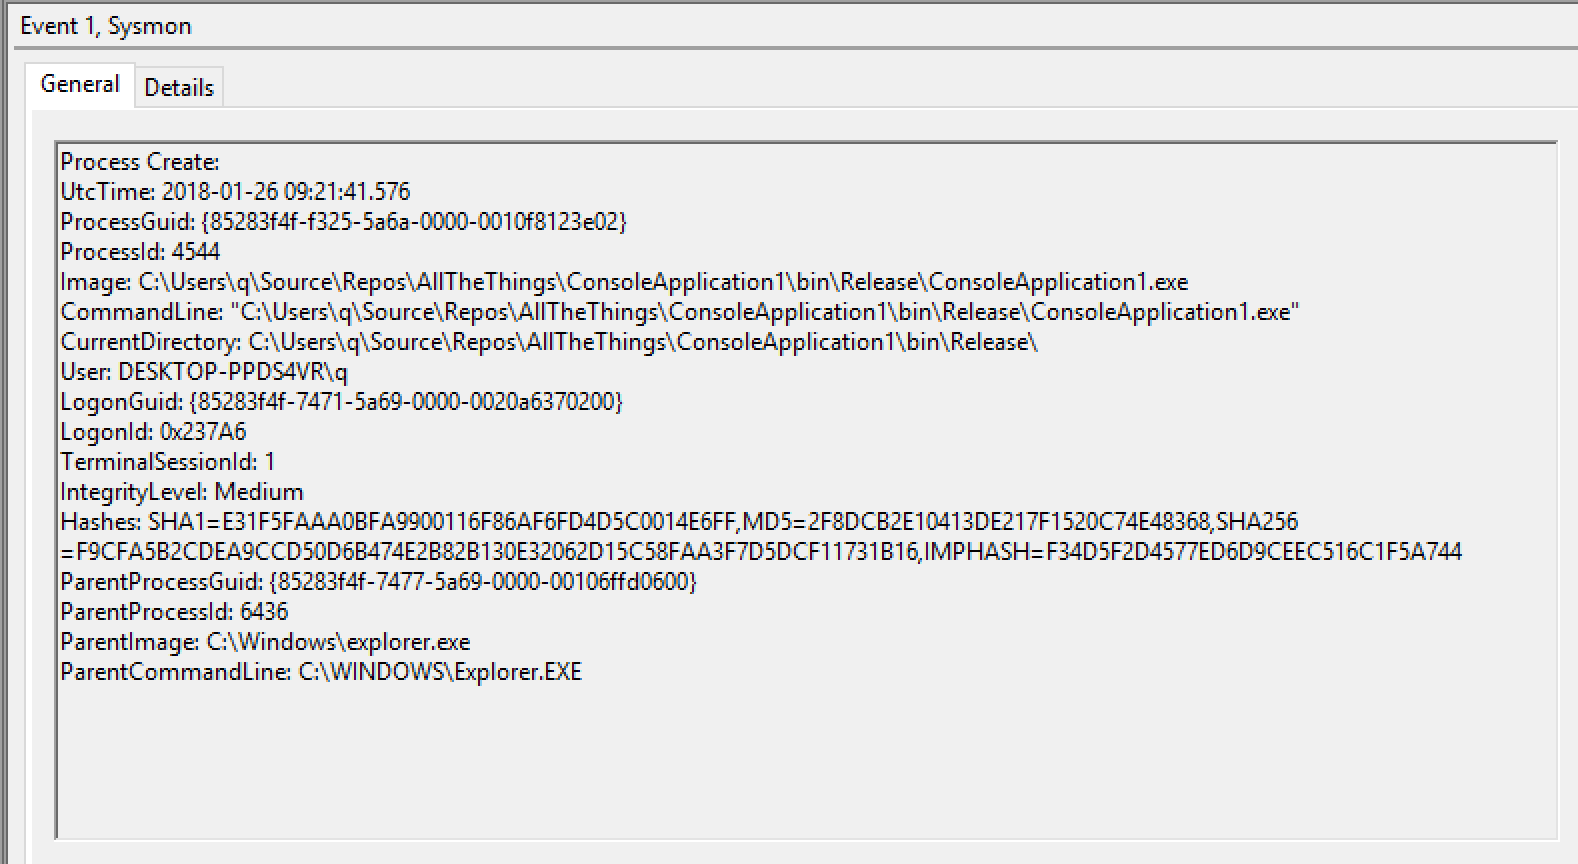 Event 1, Sysmon
General
Details
Process Create:
UtcTime: 2018-01-26 09:21:41.576
ProcessGuid: {85283f4f-f325-5a6a-0000-0010f8123e02}
ProcessId: 4544
Image: C:\Users\q\Source\Repos\AllTheThings\ConsoleApplication1\bin\Release\ConsoleApplication1.exe
CommandLine: "C:\Users\q\Source\Repos\AllTheThings\ConsoleApplication1\bin\Release\ConsoleApplication1.exe"
CurrentDirectory: C:\Users\q\Source\Repos\AllTheThings\ConsoleApplication1\bin\Release\
User: DESKTOP-PPDS4VR\q
LogonGuid: {85283f4f-7471-5a69-0000-0020a6370200}
LogonId: 0x237A6
TerminalSessionId: 1
IntegrityLevel: Medium
Hashes: SHA1=E31F5FAAA0BFA9900116F86AF6FD4D5C0014E6FF,MD5=2F8DCB2E10413DE217F1520C74E48368,SHA256
=F9CFA5B2CDEA9CCD50D6B474E2B82B130E32062D15C58FAA3F7D5DCF11731B16,IMPHASH=F34D5F2D4577ED6D9CEEC516C1F5A744
ParentProcessGuid: {85283f4f-7477-5a69-0000-00106ffd0600}
ParentProcessId: 6436
ParentImage: C:\Windows\explorer.exe
ParentCommandLine: C:\WINDOWS\Explorer.EXE